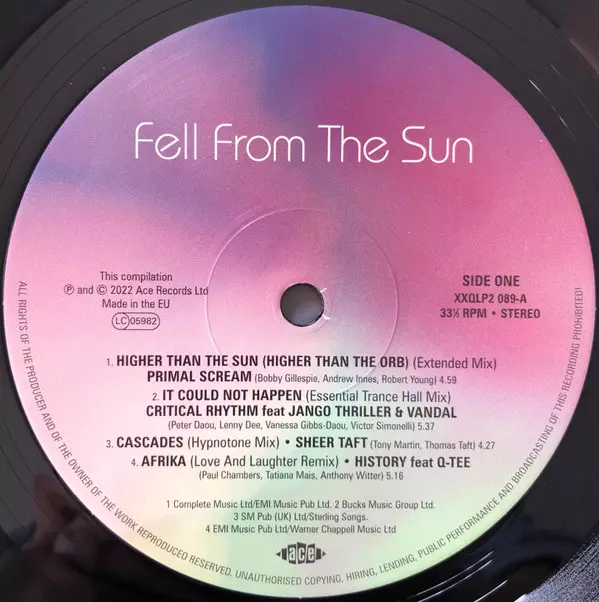 Fell From The Sun
This compilation
℗ and © 2022 Ace Records Ltd
Made in the EU
LC 05982
SIDE ONE
XXQLP2 089-A
33⅓ RPM • STEREO
1. HIGHER THAN THE SUN (HIGHER THAN THE ORB) (Extended Mix)
PRIMAL SCREAM (Bobby Gillespie, Andrew Innes, Robert Young) 4.59
2. IT COULD NOT HAPPEN (Essential Trance Hall Mix)
CRITICAL RHYTHM feat JANGO THRILLER & VANDAL
(Peter Daou, Lenny Dee, Vanessa Gibbs-Daou, Victor Simonelli) 5.37
3. CASCADES (Hypnotone Mix) • SHEER TAFT (Tony Martin, Thomas Taft) 4.27
4. AFRIKA (Love And Laughter Remix) • HISTORY feat Q-TEE
(Paul Chambers, Tatiana Mais, Anthony Witter) 5.16
1 Complete Music Ltd/EMI Music Pub Ltd. 2 Bucks Music Group Ltd.
3 SM Pub (UK) Ltd/Sterling Songs.
4 EMI Music Pub Ltd/Warner Chappell Music Ltd
ace
ALL RIGHTS OF THE PRODUCER AND OF THE OWNER OF THE WORK REPRODUCED RESERVED. UNAUTHORISED COPYING, HIRING, LENDING, PUBLIC PERFORMANCE AND BROADCASTING OF THIS RECORDING PROHIBITED!